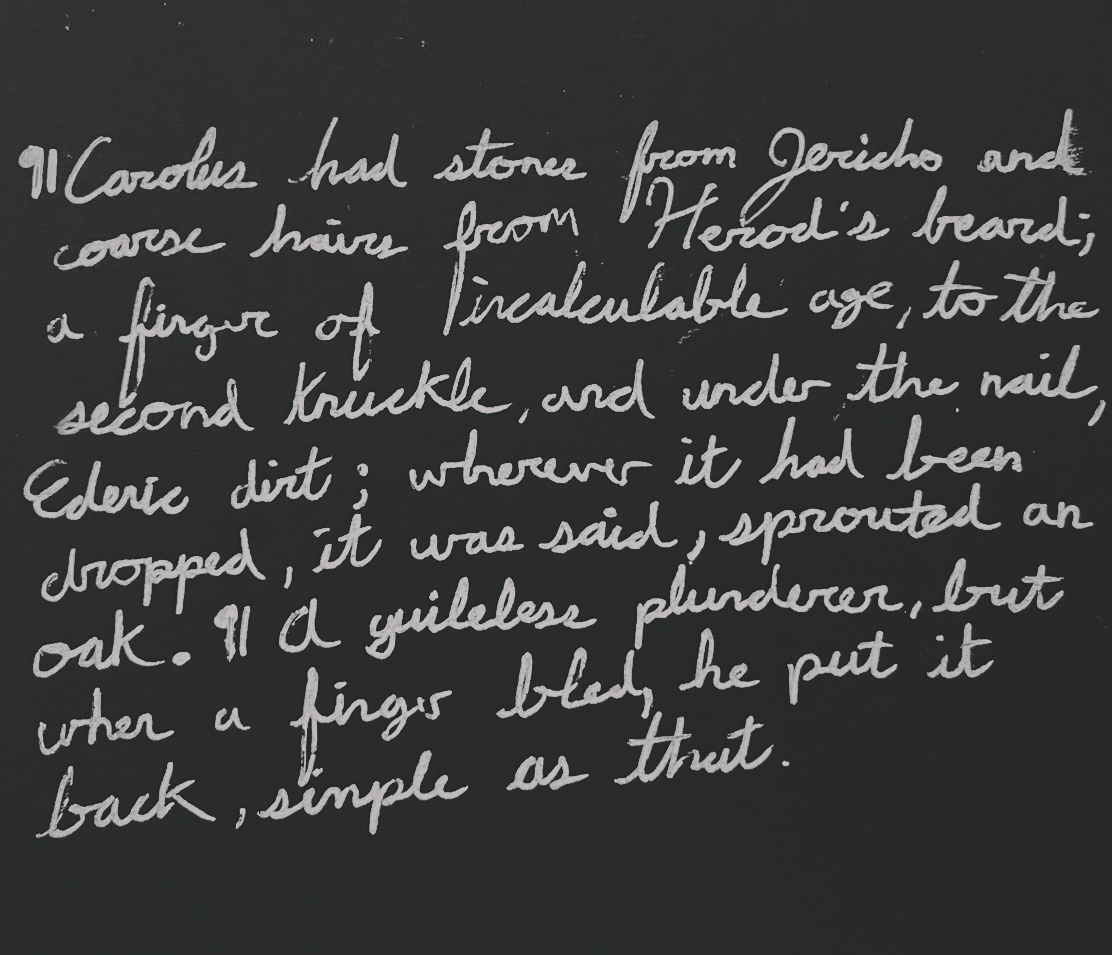 ¶Carolus had stones from Jericho and
coarse hairs from Herod's beard;
a finger of incalculable age, to the
second knuckle, and under the nail,
Edenic dirt; wherever it had been
dropped, it was said, sprouted an
oak. ¶ A guileless plunderer, but
when a finger bled, he put it
back, simple as that.